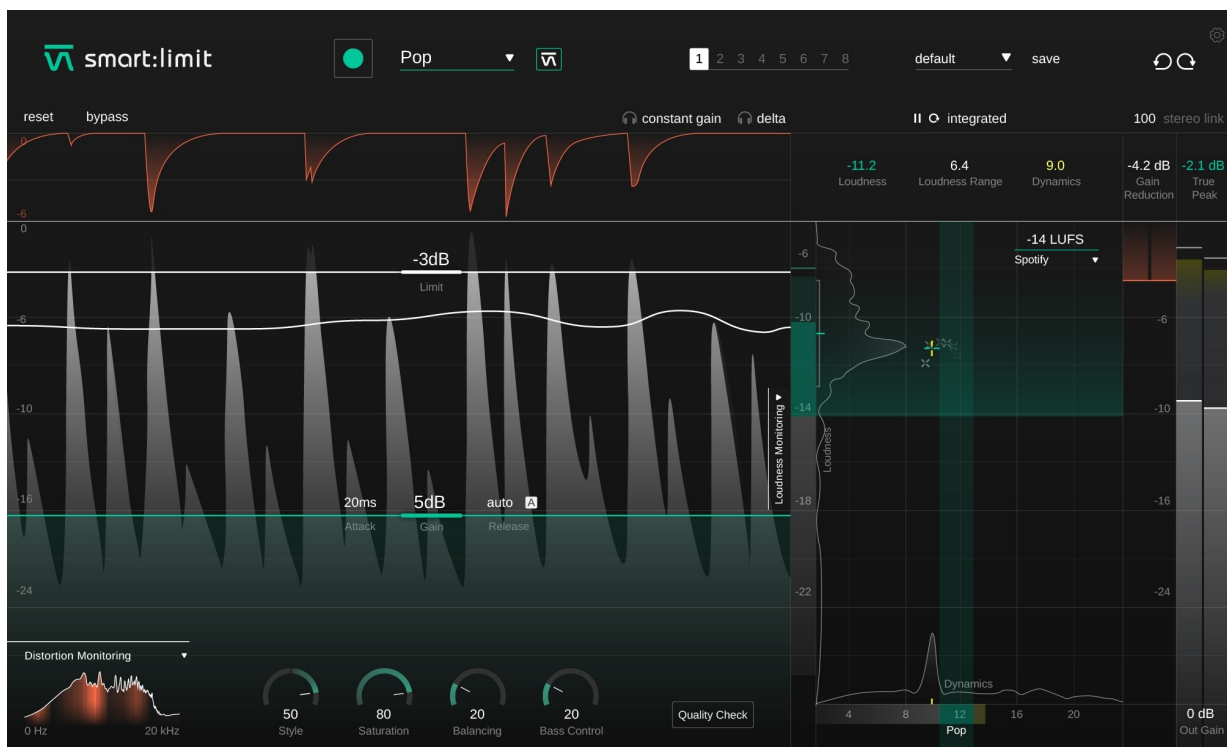 smart:limit
Pop
1 2 3 4 5 6 7 8
default
save
reset
bypass
constant gain
delta
integrated
100 stereo link
0
-6
-11.2
Loudness
6.4
Loudness Range
9.0
Dynamics
-4.2 dB
Gain
Reduction
-2.1 dB
True
Peak
0
-6
-10
-16
-24
-3dB
Limit
20ms
Attack
5dB
Gain
auto A
Release
Loudness Monitoring
-6
-10
-14
-18
-22
Loudness
-14 LUFS
Spotify
-6
-10
-16
-24
Dynamics
4 8 12 16 20
Pop
0 dB
Out Gain
Distortion Monitoring
0 Hz
20 kHz
50
Style
80
Saturation
20
Balancing
20
Bass Control
Quality Check